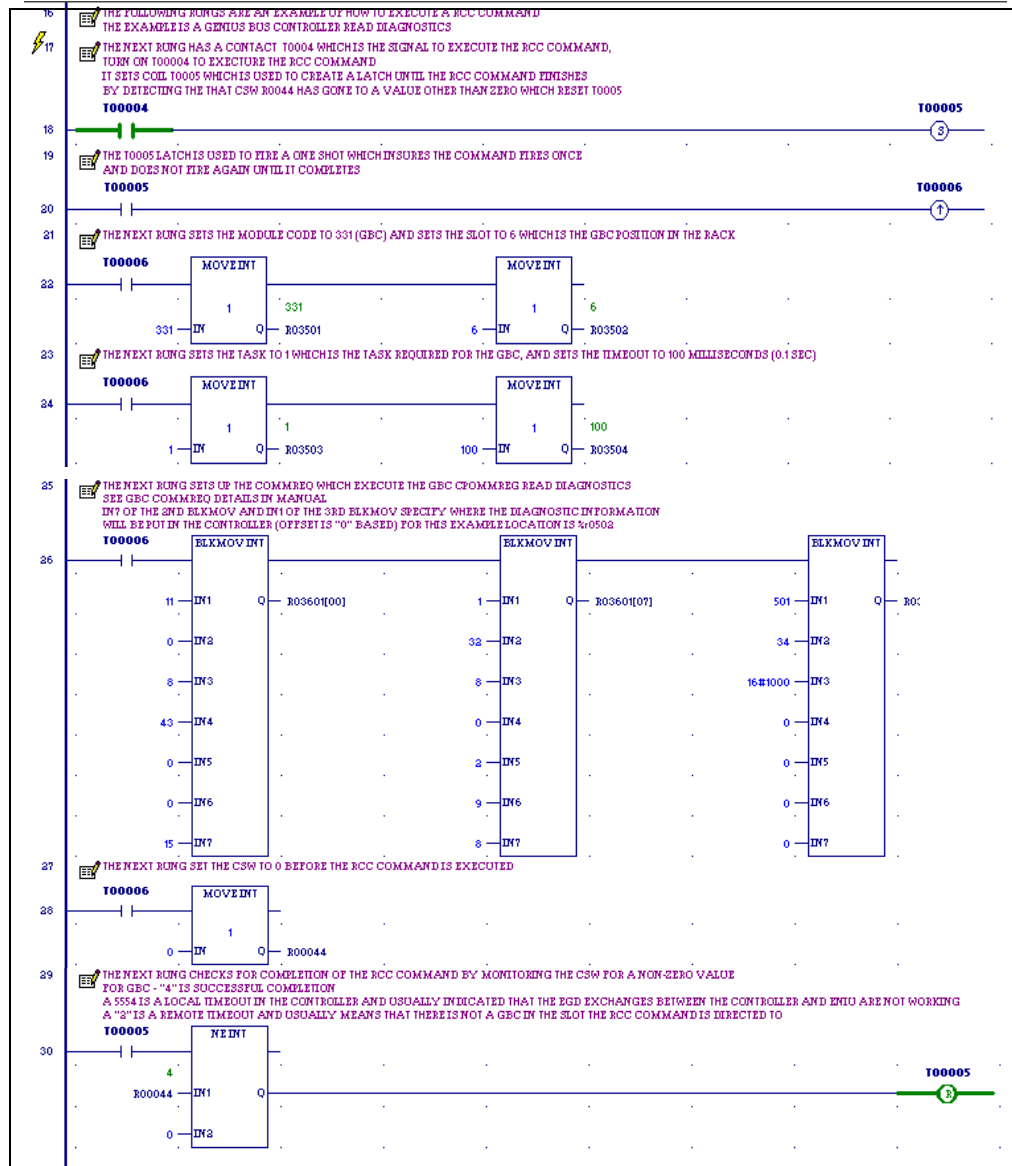 16 THE FOLLOWING RUNGS ARE AN EXAMPLE OF HOW TO EXECUTE A RCC COMMAND
THE EXAMPLE IS A GENIUS BUS CONTROLLER READ DIAGNOSTICS
17 THE NEXT RUNG HAS A CONTACT T0004 WHICH IS THE SIGNAL TO EXECUTE THE RCC COMMAND,
TURN ON T00004 TO EXECTURE THE RCC COMMAND
IT SETS COIL T0005 WHICH IS USED TO CREATE A LATCH UNTIL THE RCC COMMAND FINISHES
BY DETECTING THE THAT CSW R0044 HAS GONE TO A VALUE OTHER THAN ZERO WHICH RESET T0005
T00004 T00005
18 S
19 THE T0005 LATCH IS USED TO FIRE A ONE SHOT WHICH INSURES THE COMMAND FIRES ONCE
AND DOES NOT FIRE AGAIN UNTIL IT COMPLETES
T00005 T00006
20 ↑
21 THE NEXT RUNG SETS THE MODULE CODE TO 331 (GBC) AND SETS THE SLOT TO 6 WHICH IS THE GBC POSITION IN THE RACK
T00006 MOVE INT MOVE INT
22
1 331 1 6
331 IN Q R03501 6 IN Q R03502
23 THE NEXT RUNG SETS THE TASK TO 1 WHICH IS THE TASK REQUIRED FOR THE GBC, AND SETS THE TIMEOUT TO 100 MILLISECONDS (0.1 SEC)
T00006 MOVE INT MOVE INT
24
1 1 1 100
1 IN Q R03503 100 IN Q R03504
25 THE NEXT RUNG SETS UP THE COMMREQ WHICH EXECUTE THE GBC CPOMMREG READ DIAGNOSTICS
SEE GBC COMMREQ DETAILS IN MANUAL
IN7 OF THE 2ND BLKMOV AND IN1 OF THE 3RD BLKMOV SPECIFY WHERE THE DIAGNOSTIC INFORMATION
WILL BE PUT IN THE CONTROLLER (OFFSET IS "0" BASED) FOR THIS EXAMPLE LOCATION IS %r0502
T00006 BLKMOV INT BLKMOV INT BLKMOV INT
26
11 IN1 Q R03601[00] 1 IN1 Q R03601[07] 501 IN1 Q
0 IN2 32 IN2 34 IN2
8 IN3 8 IN3 16#1000 IN3
43 IN4 0 IN4 0 IN4
0 IN5 2 IN5 0 IN5
0 IN6 9 IN6 0 IN6
15 IN7 8 IN7 0 IN7
27 THE NEXT RUNG SET THE CSW TO 0 BEFORE THE RCC COMMAND IS EXECUTED
T00006 MOVE INT
28
1
0 IN Q R00044
29 THE NEXT RUNG CHECKS FOR COMPLETION OF THE RCC COMMAND BY MONITORING THE CSW FOR A NON-ZERO VALUE
FOR GBC - "4" IS SUCCESSFUL COMPLETION
A 5554 IS A LOCAL TIMEOUT IN THE CONTROLLER AND USUALLY INDICATED THAT THE EGD EXCHANGES BETWEEN THE CONTROLLER AND ENIU ARE NOT WORKING
A "2" IS A REMOTE TIMEOUT AND USUALLY MEANS THAT THERE IS NOT A GBC IN THE SLOT THE RCC COMMAND IS DIRECTED TO
T00005 NE INT
30
4 T00005
R00044 IN1 Q R
0 IN2